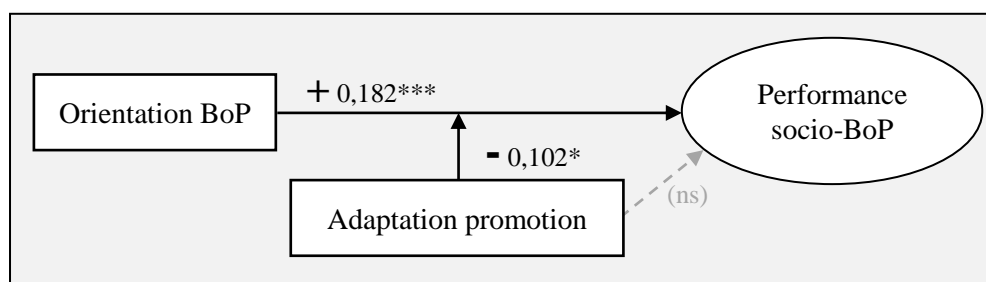 Orientation BoP
+ 0,182***
Performance
socio-BoP
- 0,102*
(ns)
Adaptation promotion